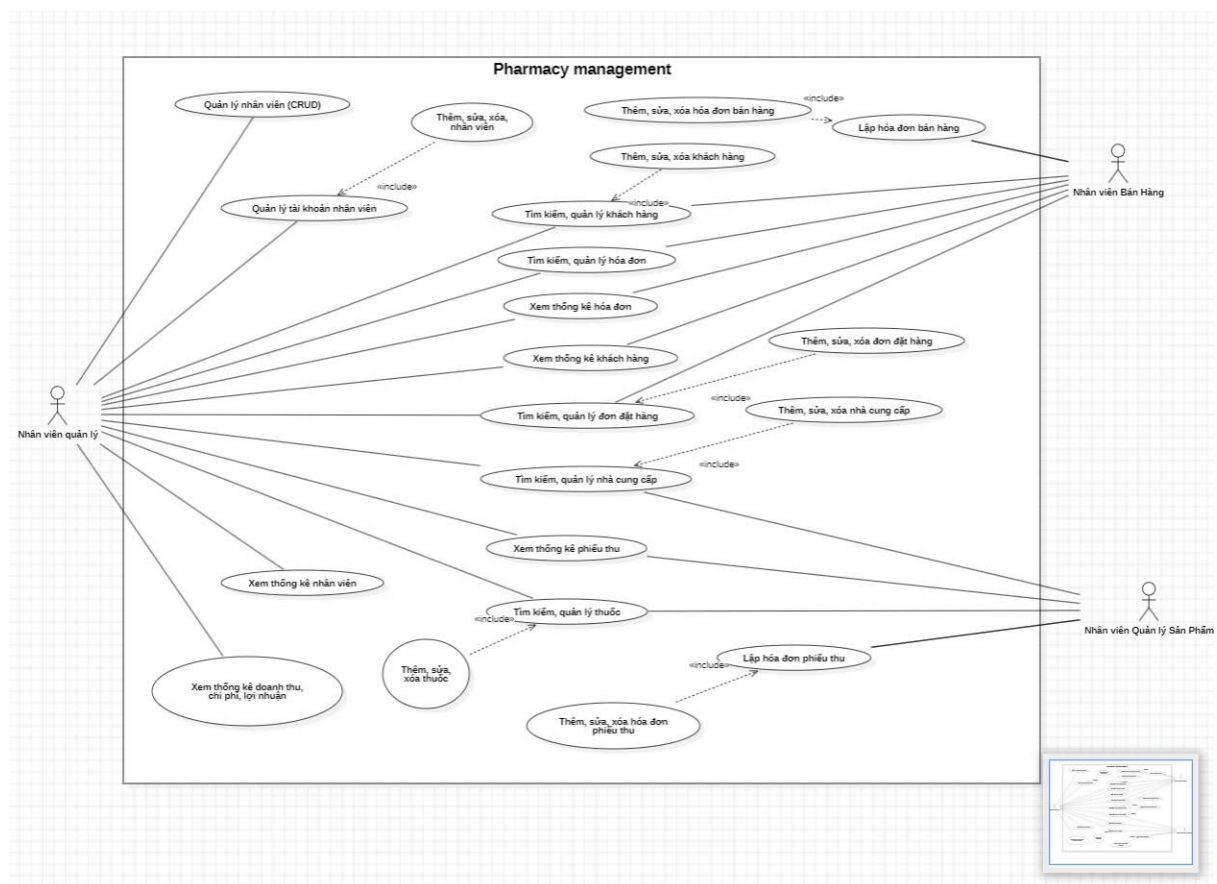 Pharmacy management
Quản lý nhân viên (CRUD)
Thêm, sửa, xóa,
nhân viên
Thêm, sửa, xóa hóa đơn bán hàng
«include»
Lập hóa đơn bán hàng
Thêm, sửa, xóa khách hàng
«include»
Quản lý tài khoản nhân viên
«include»
Tìm kiếm, quản lý khách hàng
Nhân viên Bán Hàng
Tìm kiếm, quản lý hóa đơn
Xem thống kê hóa đơn
Thêm, sửa, xóa đơn đặt hàng
Xem thống kê khách hàng
«include»
Thêm, sửa, xóa nhà cung cấp
Tìm kiếm, quản lý đơn đặt hàng
Nhân viên quản lý
«include»
Tìm kiếm, quản lý nhà cung cấp
Xem thống kê phiếu thu
Xem thống kê nhân viên
Tìm kiếm, quản lý thuốc
«include»
Nhân viên Quản lý Sản Phẩm
Lập hóa đơn phiếu thu
«include»
Thêm, sửa,
xóa thuốc
Xem thống kê doanh thu,
chi phí, lợi nhuận
Thêm, sửa, xóa hóa đơn
phiếu thu